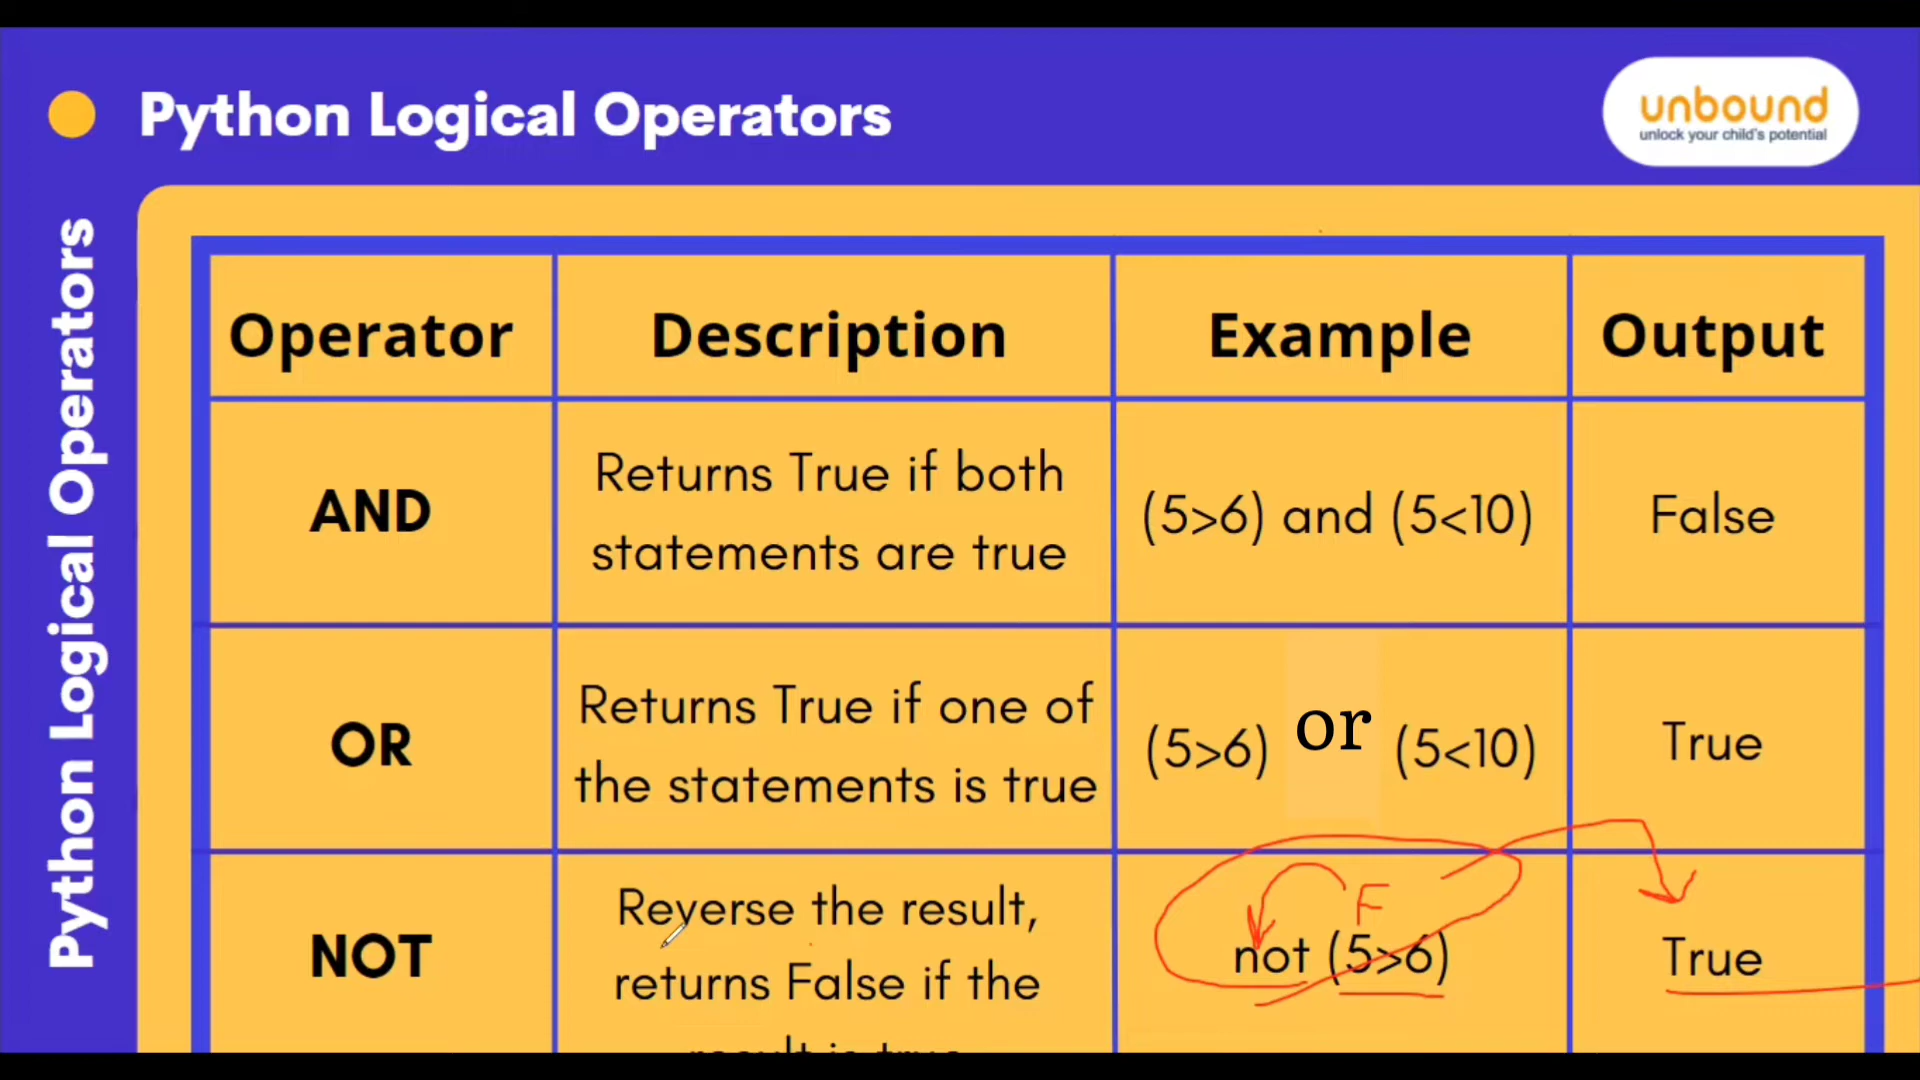 Python Logical Operators
unbound
unlock your child's potential
Python Logical Operators
Operator
Description
Example
Output
AND
Returns True if both
statements are true
(5>6) and (5<10)
False
OR
Returns True if one of
the statements is true
(5>6) or (5<10)
True
NOT
Reverse the result,
returns False if the
result is true
F
not (5>6)
True